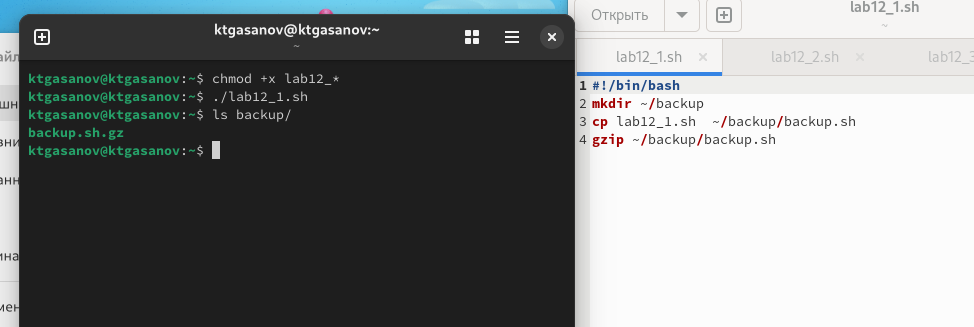 ktgasanov@ktgasanov:~
~
ktgasanov@ktgasanov:~$ chmod +x lab12_*
ktgasanov@ktgasanov:~$ ./lab12_1.sh
ktgasanov@ktgasanov:~$ ls backup/
backup.sh.gz
ktgasanov@ktgasanov:~$
Открыть
lab12_1.sh
~
lab12_1.sh
lab12_2.sh
1 #!/bin/bash
2 mkdir ~/backup
3 cp lab12_1.sh  ~/backup/backup.sh
4 gzip ~/backup/backup.sh